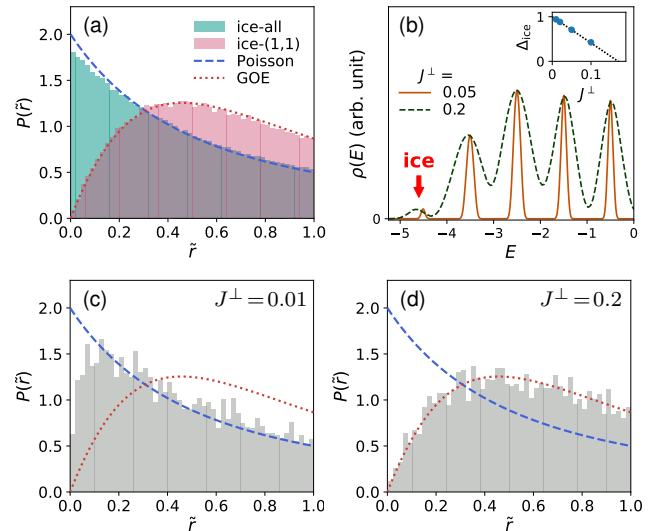 (a)
ice-all
ice-(1,1)
Poisson
GOE
P(r̃)
2.0
1.5
1.0
0.5
0.0
0.0 0.2 0.4 0.6 0.8 1.0
r̃
(b)
J⊥ =
0.05
0.2
ice
ρ(E) (arb. unit)
0
−5 −4 −3 −2 −1 0
E
Δice
1
0
0.0 0.1
J⊥
(c)
J⊥ = 0.01
P(r̃)
2.0
1.5
1.0
0.5
0.0
0.0 0.2 0.4 0.6 0.8 1.0
r̃
(d)
J⊥ = 0.2
P(r̃)
2.0
1.5
1.0
0.5
0.0
0.0 0.2 0.4 0.6 0.8 1.0
r̃